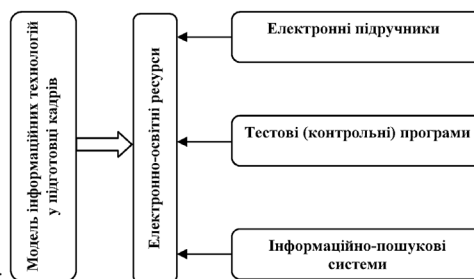 Модель інформаційних технологій
у підготовці кадрів
Електронно-освітні ресурси
Електронні підручники
Тестові (контрольні) програми
Інформаційно-пошукові
системи